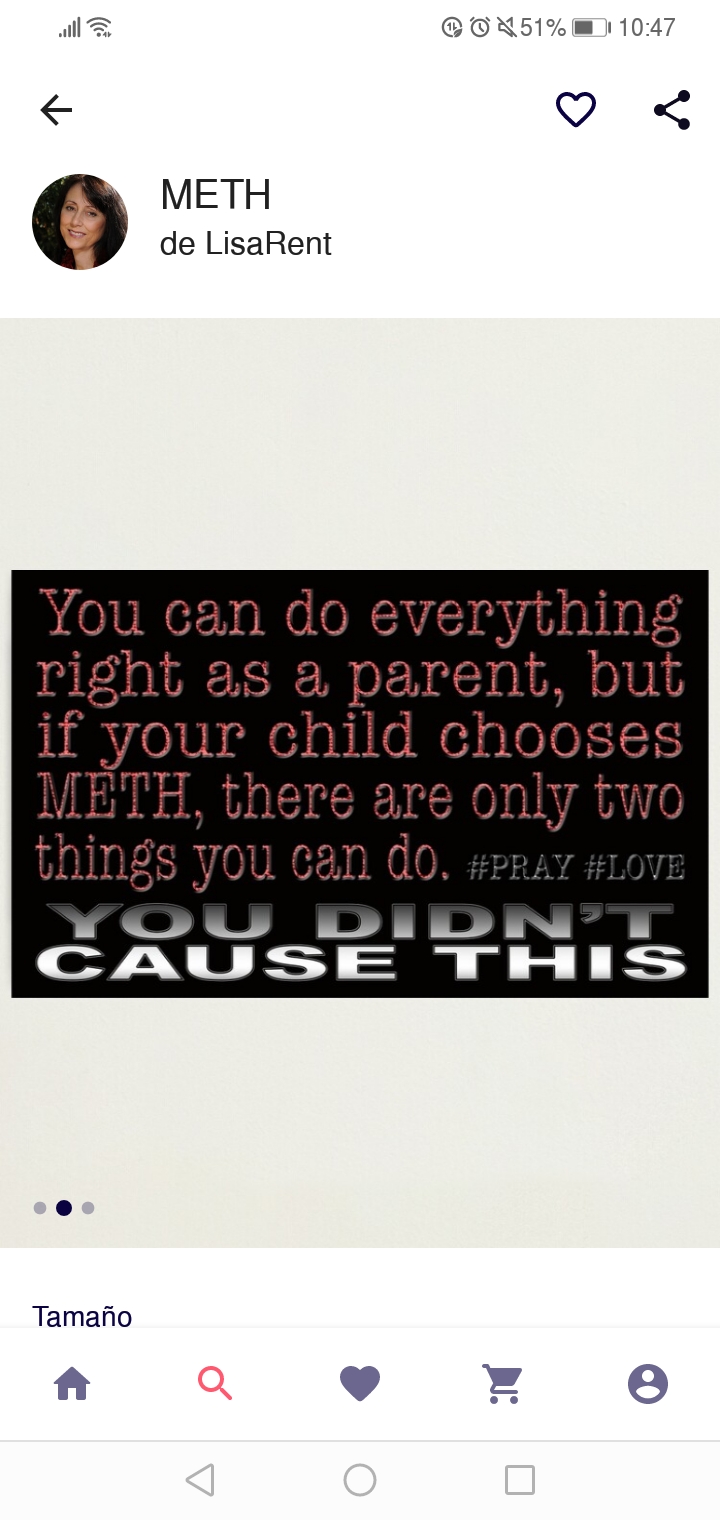 51% 10:47
METH
de LisaRent
You can do everything
right as a parent, but
if your child chooses
METH, there are only two
things you can do. #PRAY #LOVE
YOU DIDN'T
CAUSE THIS
Tamaño